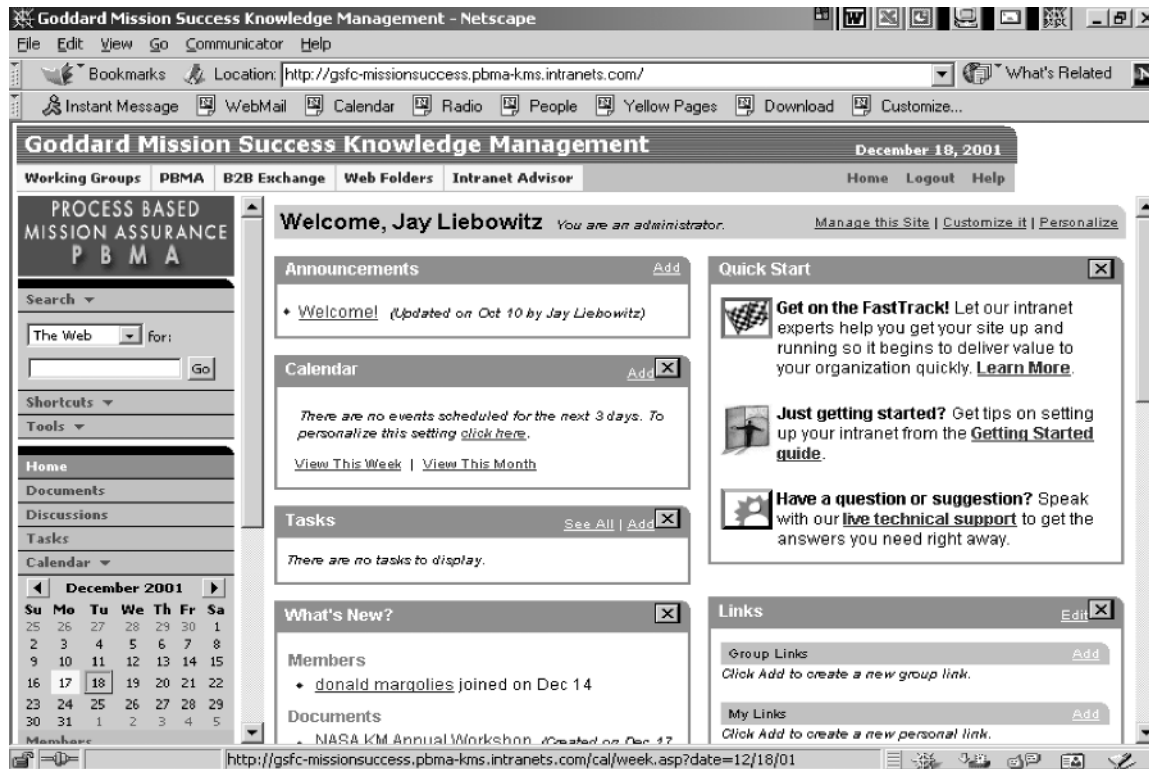 Goddard Mission Success Knowledge Management - Netscape
File Edit View Go Communicator Help
Bookmarks Location: http://gsfc-missionsuccess.pbma-kms.intranets.com/ What's Related
Instant Message WebMail Calendar Radio People Yellow Pages Download Customize...
Goddard Mission Success Knowledge Management December 18, 2001
Working Groups PBMA B2B Exchange Web Folders Intranet Advisor Home Logout Help
PROCESS BASED
MISSION ASSURANCE
P B M A
Search
The Web for:
Go
Shortcuts
Tools
Home
Documents
Discussions
Tasks
Calendar
December 2001
Su Mo Tu We Th Fr Sa
25 26 27 28 29 30 1
2 3 4 5 6 7 8
9 10 11 12 13 14 15
16 17 18 19 20 21 22
23 24 25 26 27 28 29
30 31 1 2 3 4 5
Members
Welcome, Jay Liebowitz You are an administrator. Manage this Site | Customize it | Personalize
Announcements Add
Welcome! (Updated on Oct 10 by Jay Liebowitz)
Calendar Add
There are no events scheduled for the next 3 days. To
personalize this setting click here.
View This Week | View This Month
Tasks See All | Add
There are no tasks to display.
What's New?
Members
donald margolies joined on Dec 14
Documents
NASA KM Annual Workshop (Created on Dec 17
Quick Start
Get on the FastTrack! Let our intranet
experts help you get your site up and
running so it begins to deliver value to
your organization quickly. Learn More.
Just getting started? Get tips on setting
up your intranet from the Getting Started
guide.
Have a question or suggestion? Speak
with our live technical support to get the
answers you need right away.
Links Edit
Group Links Add
Click Add to create a new group link.
My Links Add
Click Add to create a new personal link.
http://gsfc-missionsuccess.pbma-kms.intranets.com/cal/week.asp?date=12/18/01